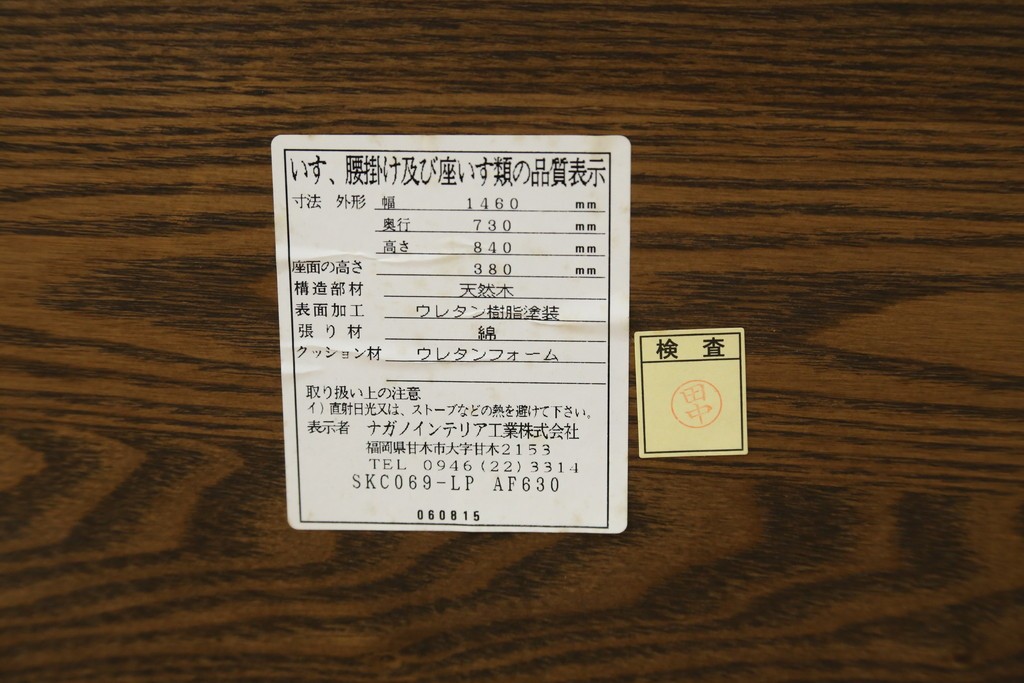 いす、腰掛け及び座いす類の品質表示
寸法 外形 幅 1460 mm
奥行 730 mm
高さ 840 mm
座面の高さ 380 mm
構造部材 天然木
表面加工 ウレタン樹脂塗装
張り材 綿
クッション材 ウレタンフォーム
取り扱い上の注意
イ）直射日光又は、ストーブなどの熱を避けて下さい。
表示者 ナガノインテリア工業株式会社
福岡県甘木市大字甘木2153
TEL 0946(22)3314
SKC069-LP AF630
060815
検査
田中